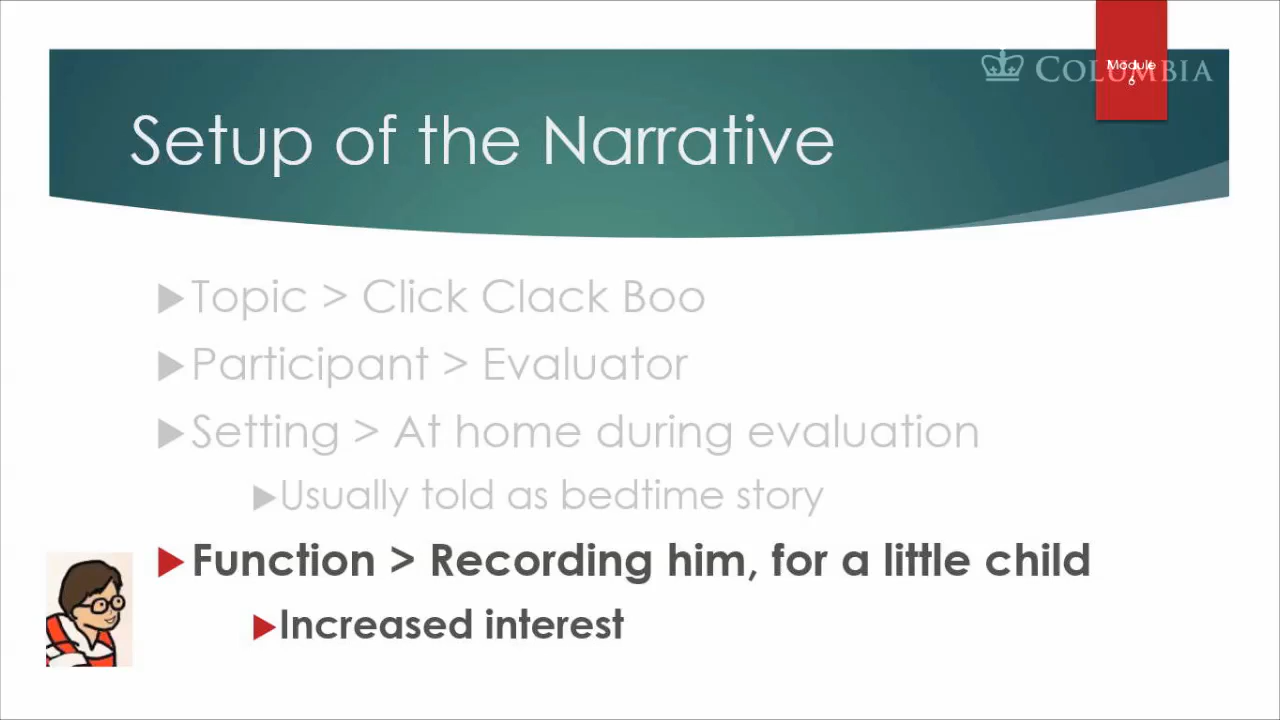 Module
6
COLUMBIA
Setup of the Narrative
Topic > Click Clack Boo
Participant > Evaluator
Setting > At home during evaluation
Usually told as bedtime story
Function > Recording him, for a little child
Increased interest